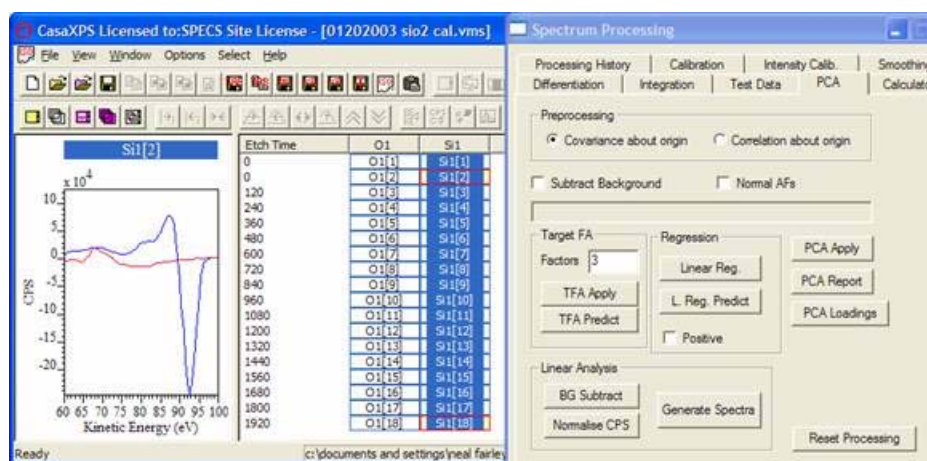 CasaXPS Licensed to:SPECS Site License - [01202003 sio2 cal.vms]
File View Window Options Select Help
Si1[2]
x 10⁴
10
5
0
-5
-10
-15
-20
CPS
60 65 70 75 80 85 90 95 100
Kinetic Energy (eV)
Etch Time O1 Si1
0 O1[1] Si1[1]
0 O1[2] Si1[2]
120 O1[3] Si1[3]
240 O1[4] Si1[4]
360 O1[5] Si1[5]
480 O1[6] Si1[6]
600 O1[7] Si1[7]
720 O1[8] Si1[8]
840 O1[9] Si1[9]
960 O1[10] Si1[10]
1080 O1[11] Si1[11]
1200 O1[12] Si1[12]
1320 O1[13] Si1[13]
1440 O1[14] Si1[14]
1560 O1[15] Si1[15]
1680 O1[16] Si1[16]
1800 O1[17] Si1[17]
1920 O1[18] Si1[18]
Ready c:\documents and settings\neal fairley
Spectrum Processing
Processing History Calibration Intensity Calib. Smoothing
Differentiation Integration Test Data PCA Calculato
Preprocessing
Covariance about origin Correlation about origin
Subtract Background Normal AFs
Target FA
Factors 3
TFA Apply
TFA Predict
Regression
Linear Reg.
L. Reg. Predict
Positive
PCA Apply
PCA Report
PCA Loadings
Linear Analysis
BG Subtract
Normalise CPS
Generate Spectra
Reset Processing